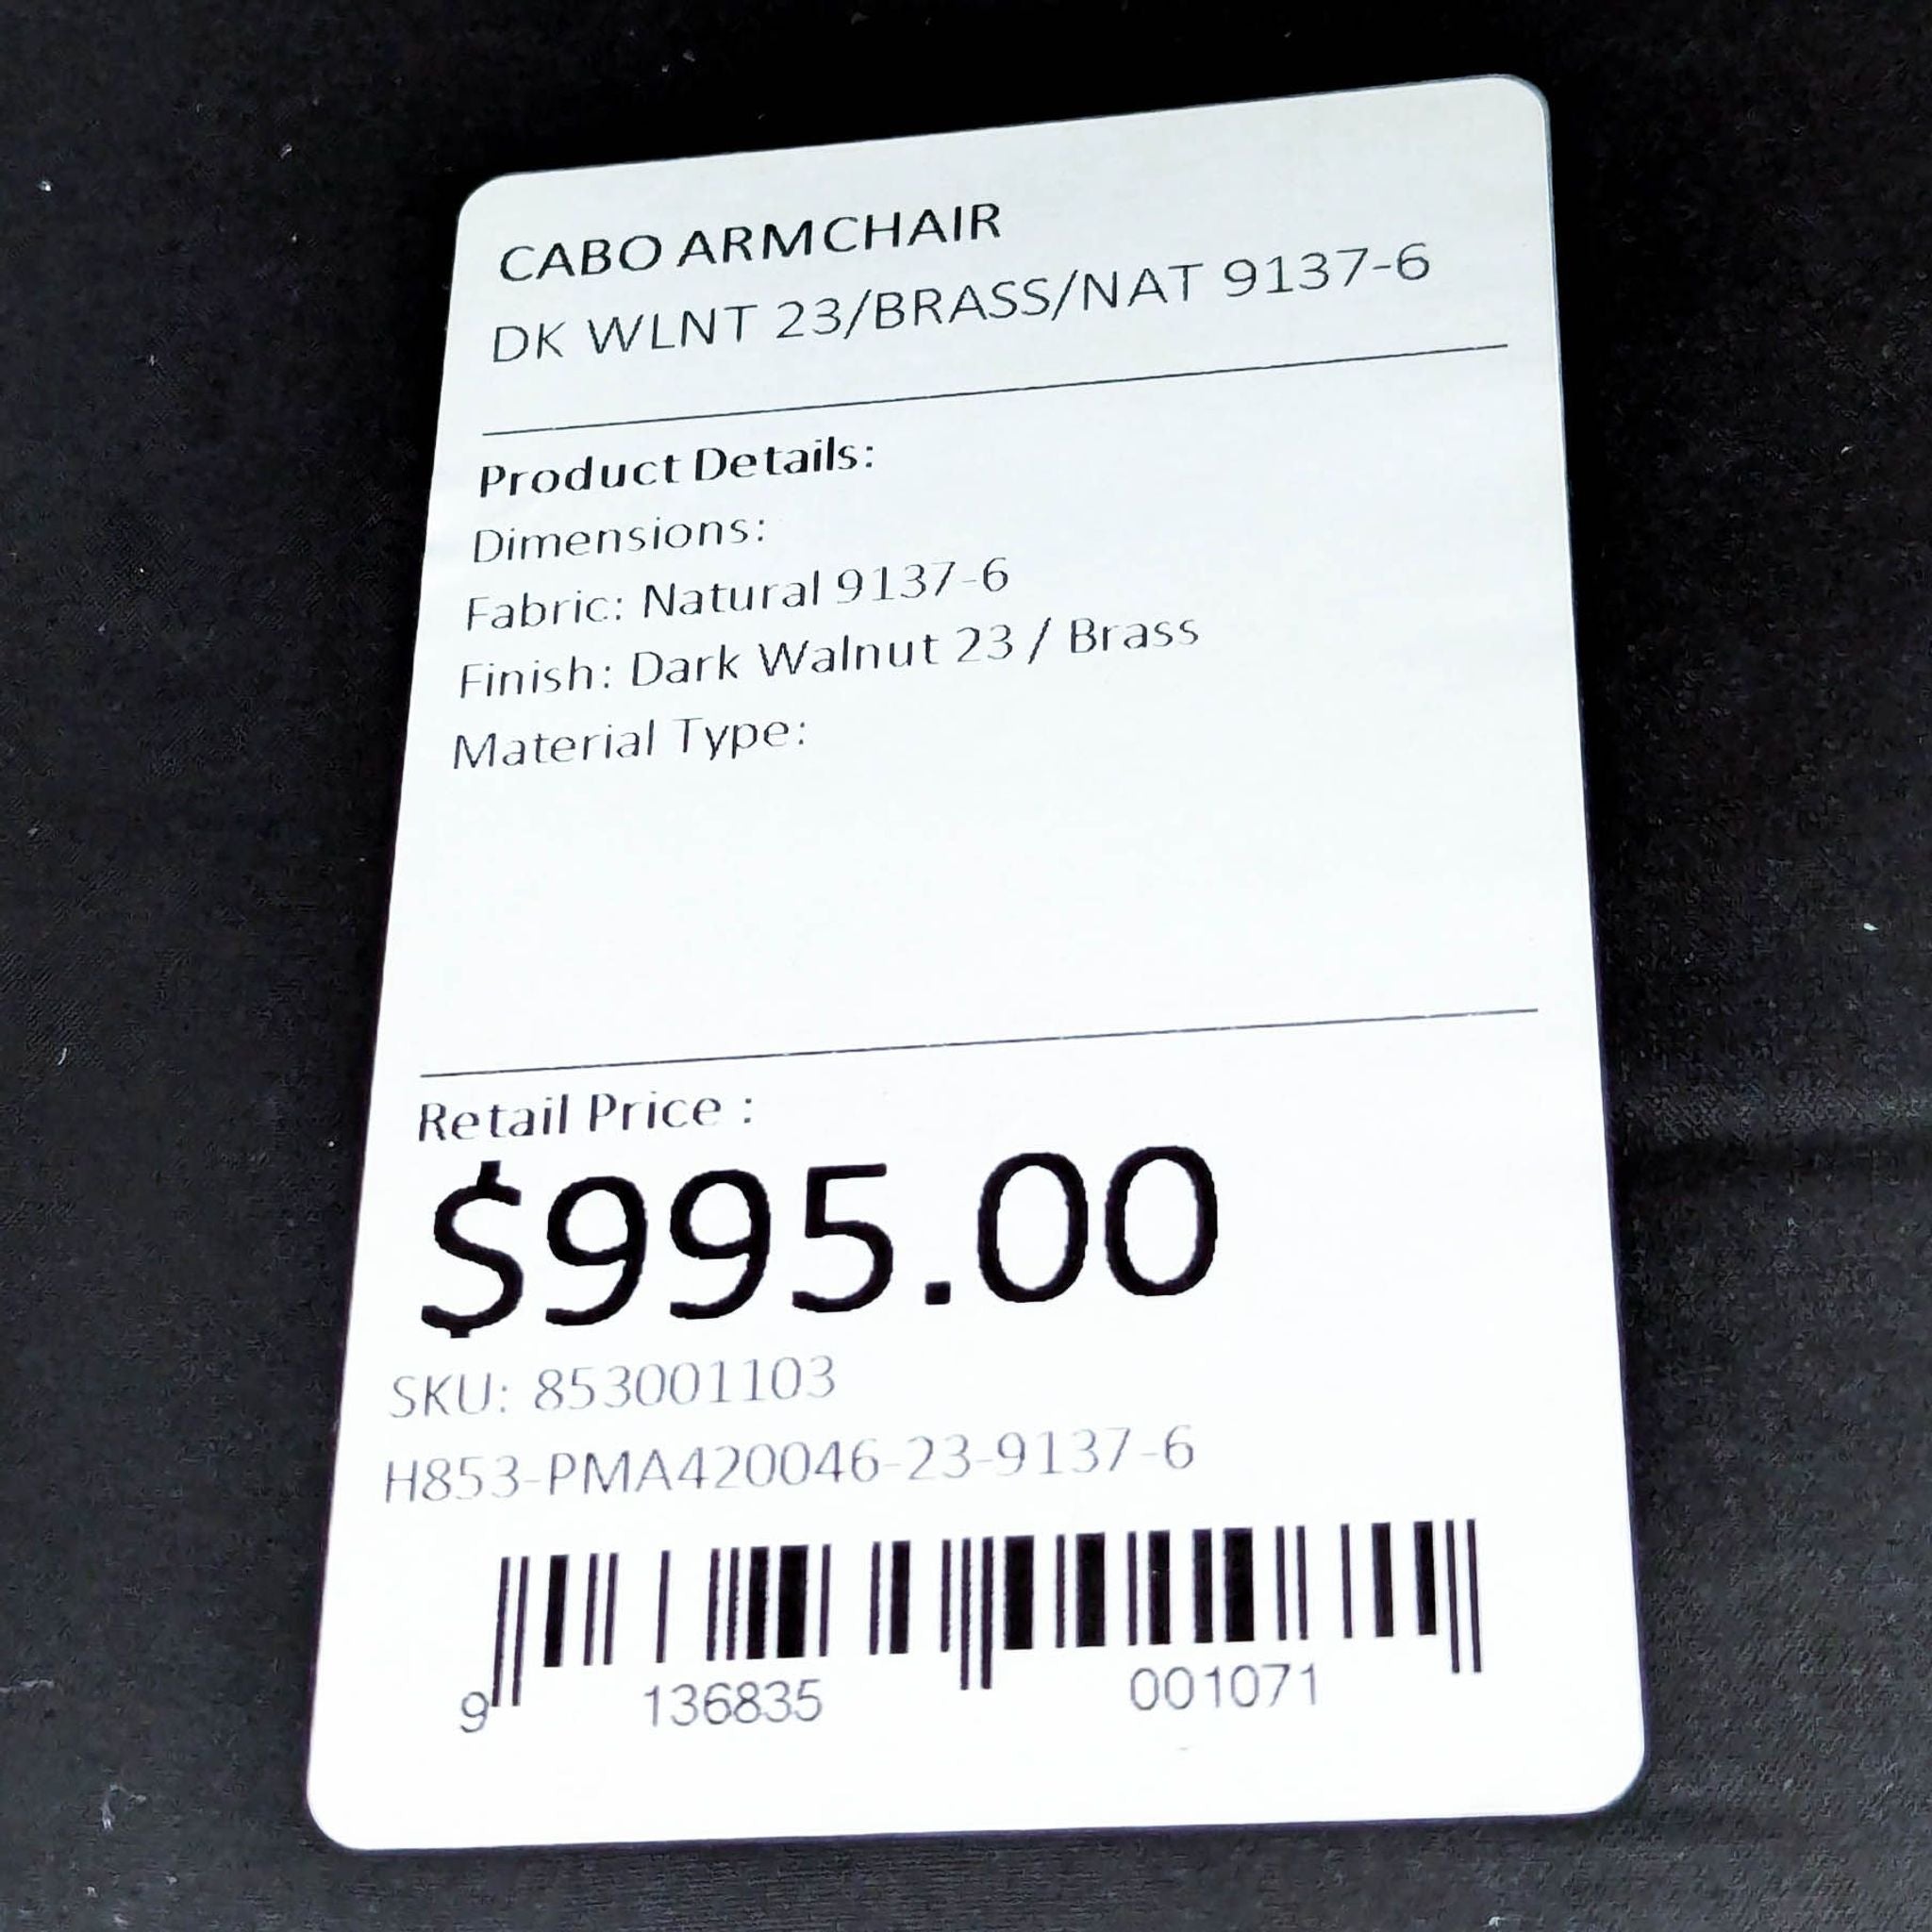 CABO ARMCHAIR
DK WLNT 23/BRASS/NAT 9137-6
Product Details:
Dimensions:
Fabric: Natural 9137-6
Finish: Dark Walnut 23 / Brass
Material Type:
Retail Price :
$995.00
SKU: 853001103
H853-PMA420046-23-9137-6
9 136835 001071